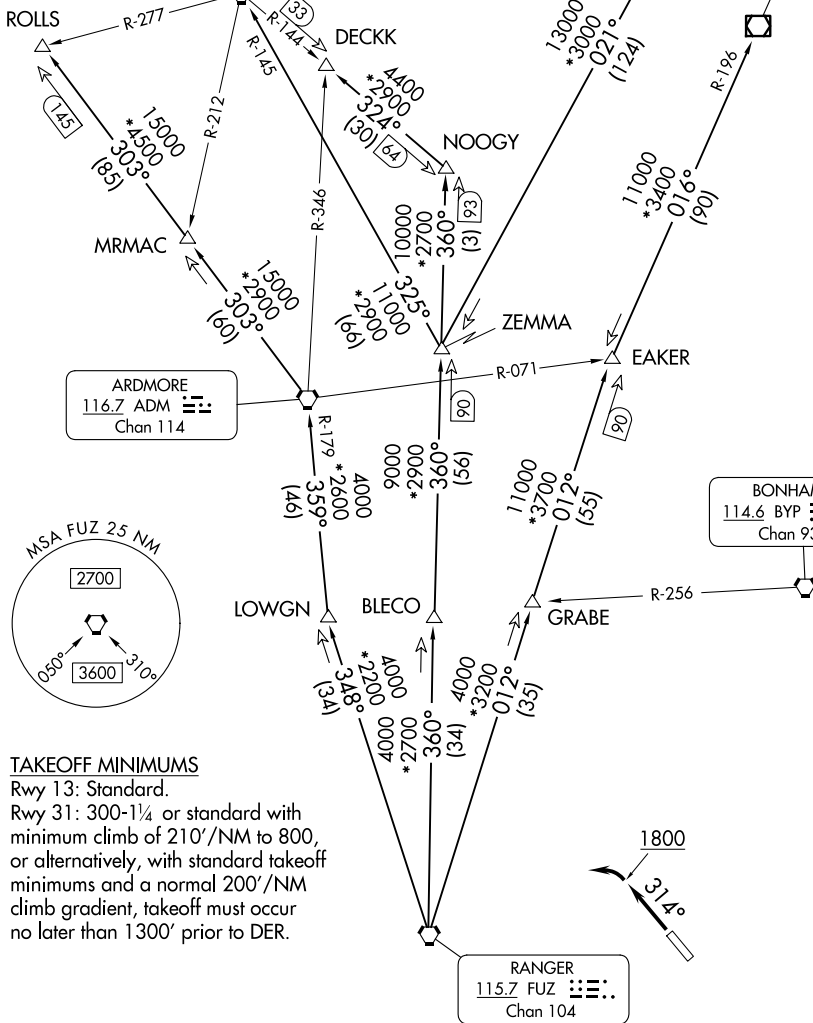 ROLLS
R-277
33
R-144
DECKK
R-145
13000
*3000
021°
(124)
R-196
145
15000
*4500
303°
(85)
R-212
4400
*2900
324°
(30)
64
NOOGY
93
R-346
11000
*3400
016°
(90)
MRMAC
10000
*2700
360°
(3)
15000
*2900
303°
(60)
325°
11000
*2900
(66)
ZEMMA
EAKER
R-071
ARDMORE
116.7 ADM
Chan 114
90
90
R-179
4000
*2600
359°
(46)
9000
*2900
360°
(56)
11000
*3700
012°
(55)
BONHAM
114.6 BYP
Chan 93
MSA FUZ 25 NM
2700
050°
310°
3600
LOWGN
BLECO
GRABE
R-256
4000
*2200
348°
(34)
4000
*2700
360°
(34)
4000
*3200
012°
(35)
TAKEOFF MINIMUMS
Rwy 13: Standard.
Rwy 31: 300-1¼ or standard with
minimum climb of 210'/NM to 800,
or alternatively, with standard takeoff
minimums and a normal 200'/NM
climb gradient, takeoff must occur
no later than 1300' prior to DER.
1800
314°
RANGER
115.7 FUZ
Chan 104